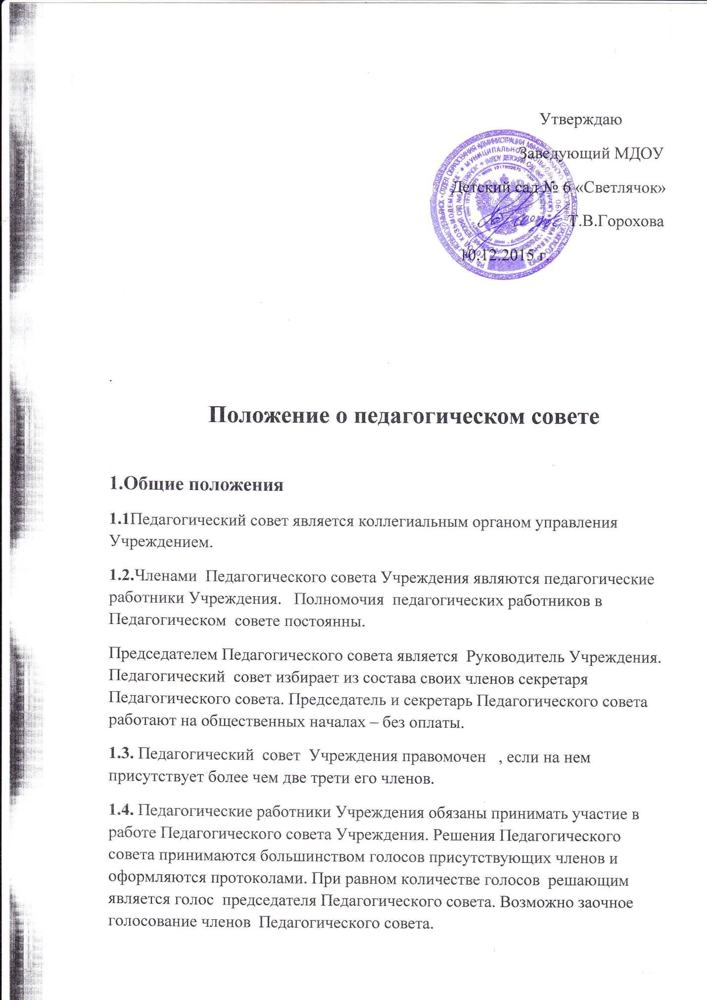 Утверждаю
Заведующий МДОУ
Детский сад № 6 «Светлячок»
Т.В.Горохова
10.12.2015 г.
Положение о педагогическом совете
1.Общие положения
1.1Педагогический совет является коллегиальным органом управления
Учреждением.
1.2.Членами Педагогического совета Учреждения являются педагогические
работники Учреждения. Полномочия педагогических работников в
Педагогическом совете постоянны.
Председателем Педагогического совета является Руководитель Учреждения.
Педагогический совет избирает из состава своих членов секретаря
Педагогического совета. Председатель и секретарь Педагогического совета
работают на общественных началах – без оплаты.
1.3. Педагогический совет Учреждения правомочен , если на нем
присутствует более чем две трети его членов.
1.4. Педагогические работники Учреждения обязаны принимать участие в
работе Педагогического совета Учреждения. Решения Педагогического
совета принимаются большинством голосов присутствующих членов и
оформляются протоколами. При равном количестве голосов решающим
является голос председателя Педагогического совета. Возможно заочное
голосование членов Педагогического совета.